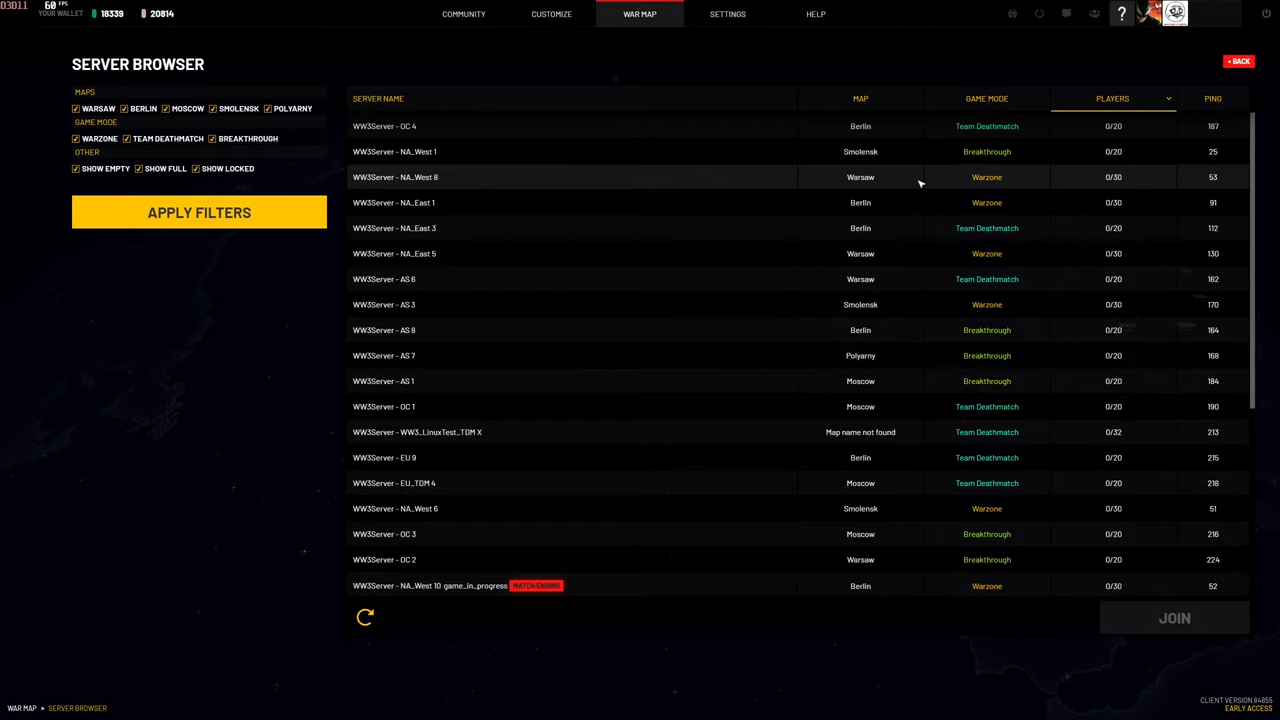 D3D11 60 FPS
YOUR WALLET 18339 20814
COMMUNITY CUSTOMIZE WAR MAP SETTINGS HELP ?
SERVER BROWSER
« BACK
MAPS
WARSAW BERLIN MOSCOW SMOLENSK POLYARNY
GAME MODE
WARZONE TEAM DEATHMATCH BREAKTHROUGH
OTHER
SHOW EMPTY SHOW FULL SHOW LOCKED
APPLY FILTERS
SERVER NAME MAP GAME MODE PLAYERS PING
WW3Server - OC 4 Berlin Team Deathmatch 0/20 187
WW3Server - NA_West 1 Smolensk Breakthrough 0/20 25
WW3Server - NA_West 8 Warsaw Warzone 0/30 53
WW3Server - NA_East 1 Berlin Warzone 0/30 91
WW3Server - NA_East 3 Berlin Team Deathmatch 0/20 112
WW3Server - NA_East 5 Warsaw Warzone 0/30 130
WW3Server - AS 6 Warsaw Team Deathmatch 0/20 162
WW3Server - AS 3 Smolensk Warzone 0/30 170
WW3Server - AS 8 Berlin Breakthrough 0/20 164
WW3Server - AS 7 Polyarny Breakthrough 0/20 168
WW3Server - AS 1 Moscow Breakthrough 0/20 184
WW3Server - OC 1 Moscow Team Deathmatch 0/20 190
WW3Server - WW3_LinuxTest_TDM X Map name not found Team Deathmatch 0/32 213
WW3Server - EU 9 Berlin Team Deathmatch 0/20 215
WW3Server - EU_TDM 4 Moscow Team Deathmatch 0/20 218
WW3Server - NA_West 6 Smolensk Warzone 0/30 51
WW3Server - OC 3 Moscow Breakthrough 0/20 216
WW3Server - OC 2 Warsaw Breakthrough 0/20 224
WW3Server - NA_West 10 game_in_progress MATCH ENDING Berlin Warzone 0/30 52
JOIN
CLIENT VERSION 84855
EARLY ACCESS
WAR MAP » SERVER BROWSER